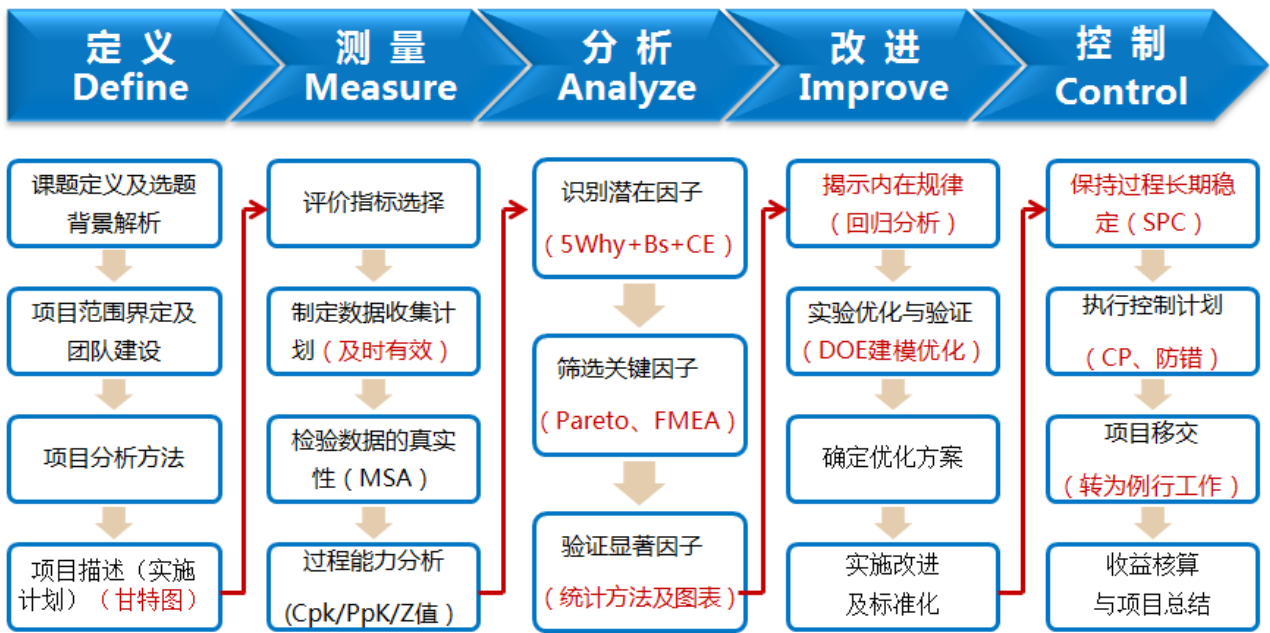 定 义
Define
测 量
Measure
分 析
Analyze
改 进
Improve
控 制
Control
课题定义及选题
背景解析
项目范围界定及
团队建设
项目分析方法
项目描述（实施
计划）（甘特图）
评价指标选择
制定数据收集计
划（及时有效）
检验数据的真实
性（MSA）
过程能力分析
(Cpk/PpK/Z值)
识别潜在因子
（5Why+Bs+CE）
筛选关键因子
（Pareto、FMEA）
验证显著因子
（统计方法及图表）
揭示内在规律
（回归分析）
实验优化与验证
（DOE建模优化）
确定优化方案
实施改进
及标准化
保持过程长期稳
定（SPC）
执行控制计划
（CP、防错）
项目移交
（转为例行工作）
收益核算
与项目总结